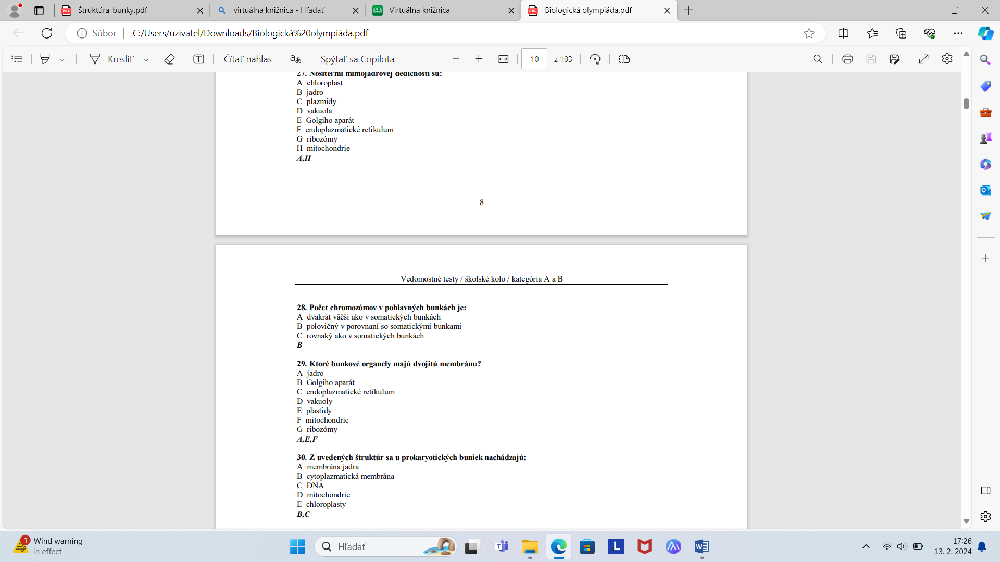 Štruktúra_bunky.pdf
virtuálna knižnica - Hľadať
Virtuálna knižnica
Biologická olympiáda.pdf
Súbor
C:/Users/uzivatel/Downloads/Biologická%20olympiáda.pdf
Kresliť
Čítať nahlas
aあ
Spýtať sa Copilota
10
z 103
27. Nositeľmi mimojadrovej dedičnosti sú:
A chloroplast
B jadro
C plazmidy
D vakuola
E Golgiho aparát
F endoplazmatické retikulum
G ribozómy
H mitochondrie
A,H
8
Vedomostné testy / školské kolo / kategória A a B
28. Počet chromozómov v pohlavných bunkách je:
A dvakrát väčší ako v somatických bunkách
B polovičný v porovnaní so somatickými bunkami
C rovnaký ako v somatických bunkách
B
29. Ktoré bunkové organely majú dvojitú membránu?
A jadro
B Golgiho aparát
C endoplazmatické retikulum
D vakuoly
E plastidy
F mitochondrie
G ribozómy
A,E,F
30. Z uvedených štruktúr sa u prokaryotických buniek nachádzajú:
A membrána jadra
B cytoplazmatická membrána
C DNA
D mitochondrie
E chloroplasty
B,C
1
Wind warning
In effect
Hľadať
L
17:26
13. 2. 2024